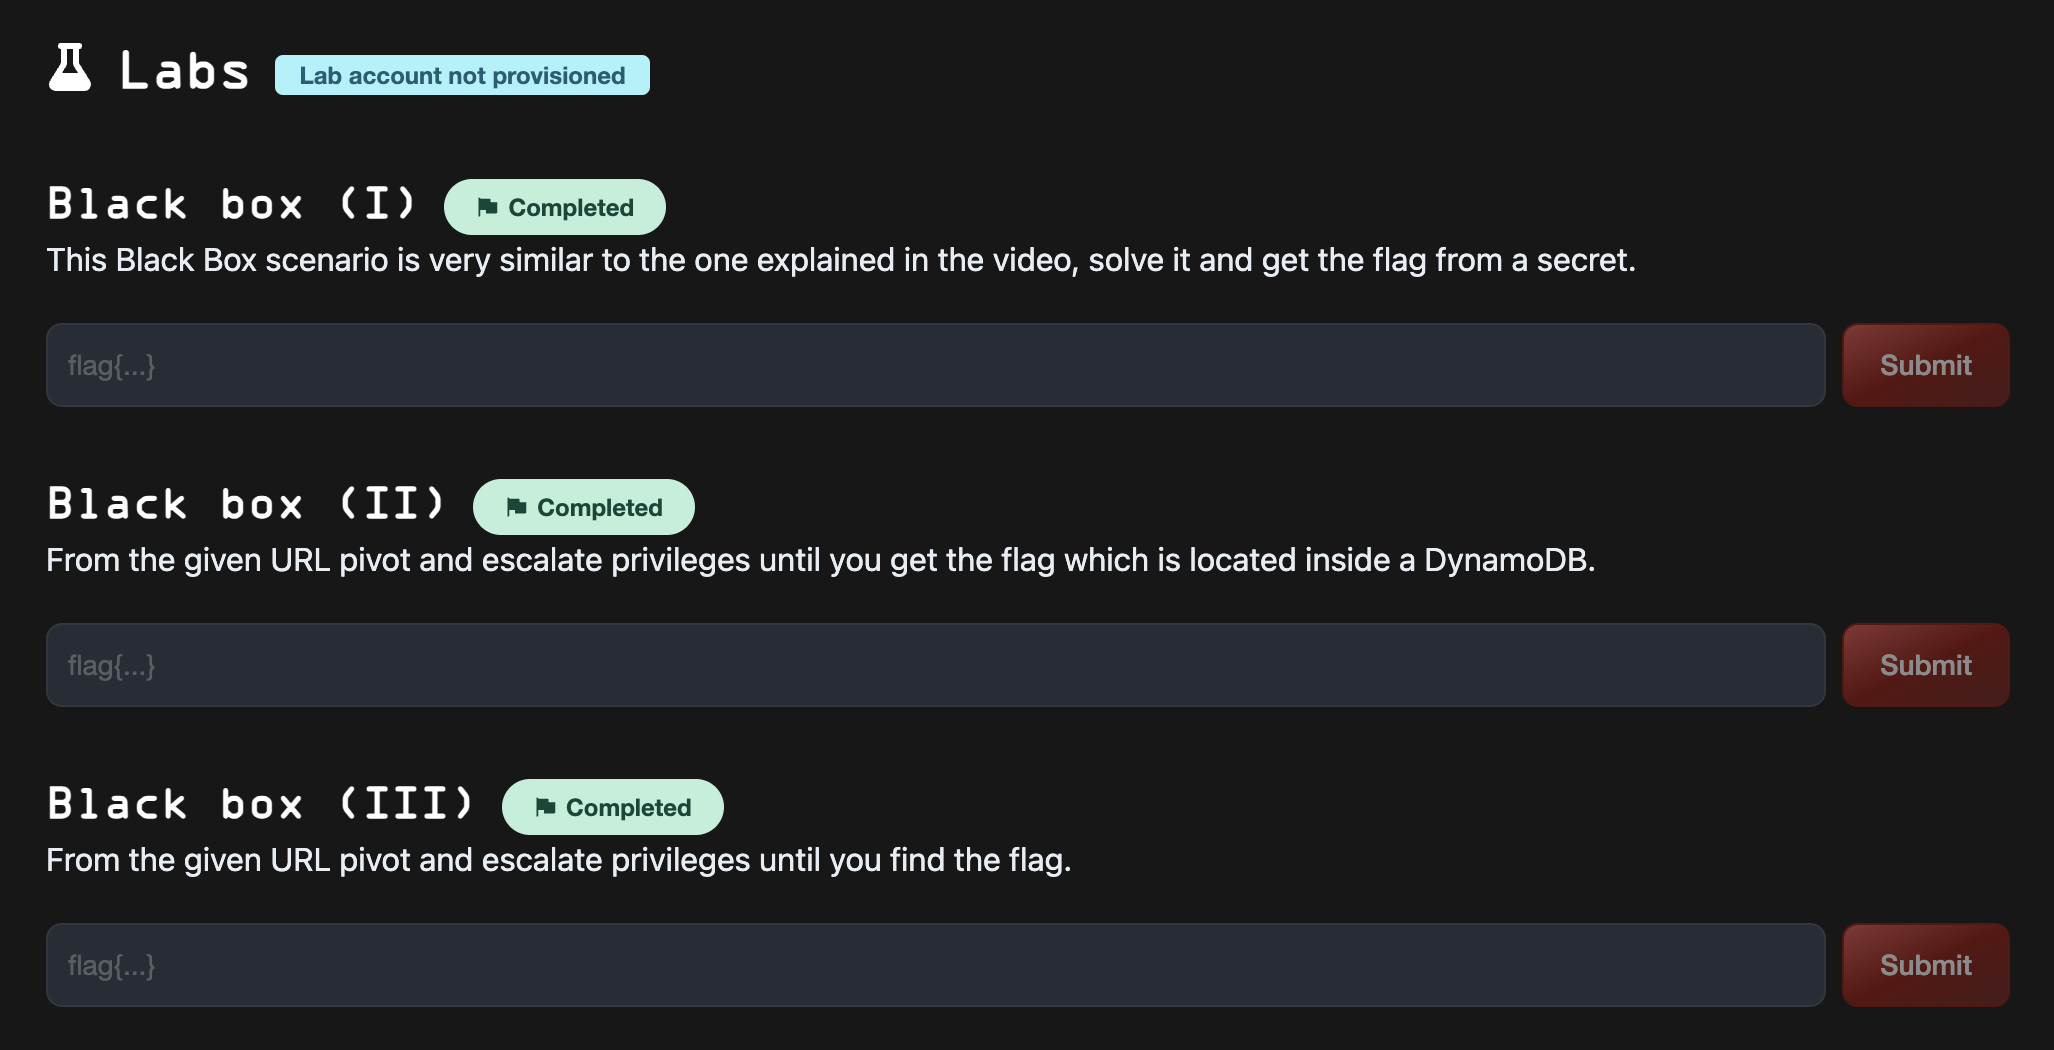 Labs Lab account not provisioned
Black box (I) Completed
This Black Box scenario is very similar to the one explained in the video, solve it and get the flag from a secret.
flag{...} Submit
Black box (II) Completed
From the given URL pivot and escalate privileges until you get the flag which is located inside a DynamoDB.
flag{...} Submit
Black box (III) Completed
From the given URL pivot and escalate privileges until you find the flag.
flag{...} Submit